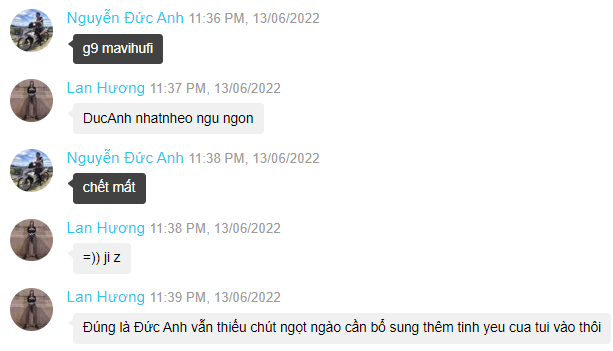 Nguyễn Đức Anh 11:36 PM, 13/06/2022
g9 mavihufi
Lan Hương 11:37 PM, 13/06/2022
DucAnh nhatnheo ngu ngon
Nguyễn Đức Anh 11:38 PM, 13/06/2022
chết mất
Lan Hương 11:38 PM, 13/06/2022
=)) ji z
Lan Hương 11:39 PM, 13/06/2022
Đúng là Đức Anh vẫn thiếu chút ngọt ngào cần bổ sung thêm tinh yeu cua tui vào thôi